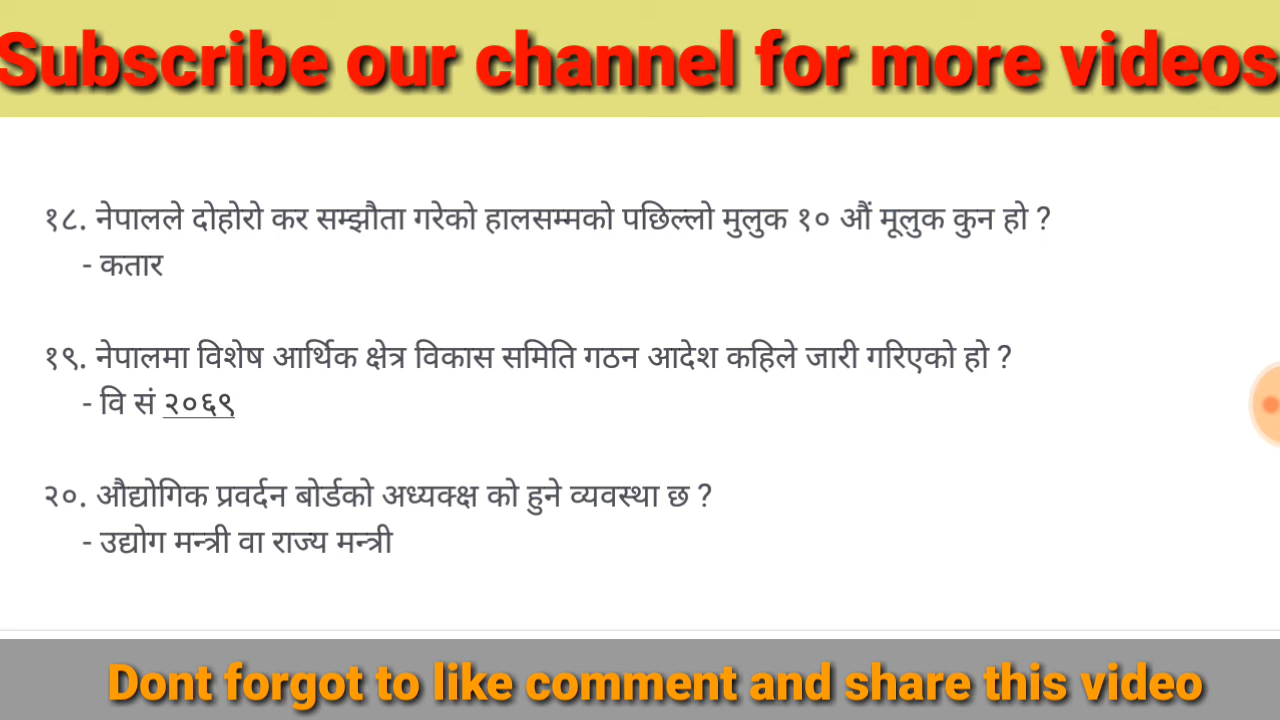 Subscribe our channel for more videos
१८. नेपालले दोहोरो कर सम्झौता गरेको हालसम्मको पछिल्लो मुलुक १० औं मूलुक कुन हो ?
- कतार
१९. नेपालमा विशेष आर्थिक क्षेत्र विकास समिति गठन आदेश कहिले जारी गरिएको हो ?
- वि सं २०६९
२०. औद्योगिक प्रवर्दन बोर्डको अध्यक्क्ष को हुने व्यवस्था छ ?
- उद्योग मन्त्री वा राज्य मन्त्री
Dont forgot to like comment and share this video